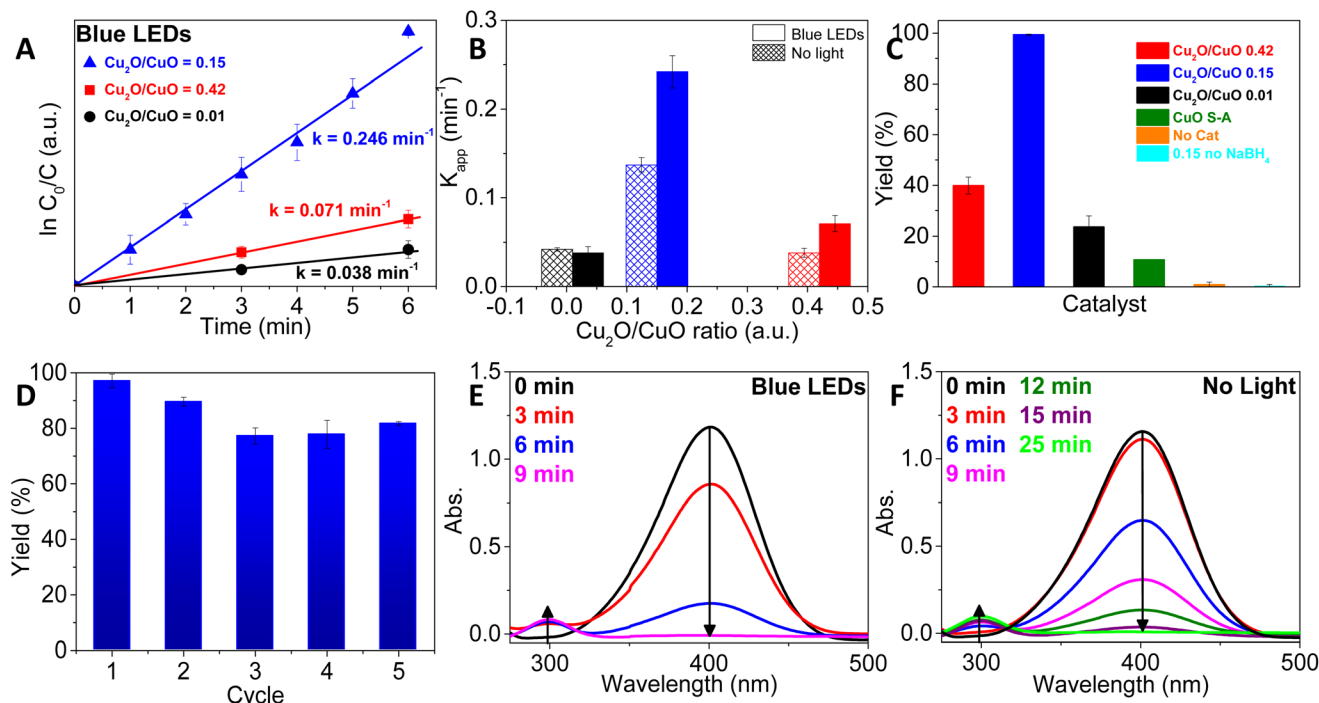 A
Blue LEDs
Cu₂O/CuO = 0.15
Cu₂O/CuO = 0.42
Cu₂O/CuO = 0.01
k = 0.246 min⁻¹
k = 0.071 min⁻¹
k = 0.038 min⁻¹
ln C₀/C (a.u.)
0 1 2 3 4 5 6
Time (min)
B
Blue LEDs
No light
K_app (min⁻¹)
0.3
0.2
0.1
0.0
-0.1 0.0 0.1 0.2 0.3 0.4 0.5
Cu₂O/CuO ratio (a.u.)
C
Cu₂O/CuO 0.42
Cu₂O/CuO 0.15
Cu₂O/CuO 0.01
CuO S-A
No Cat
0.15 no NaBH₄
Yield (%)
100
80
60
40
20
0
Catalyst
D
Yield (%)
100
80
60
40
20
0
1 2 3 4 5
Cycle
E
0 min
3 min
6 min
9 min
Blue LEDs
Abs.
1.5
1.0
0.5
0.0
300 400 500
Wavelength (nm)
F
0 min 12 min
3 min 15 min
6 min 25 min
9 min
No Light
Abs.
1.5
1.0
0.5
0.0
300 400 500
Wavelength (nm)